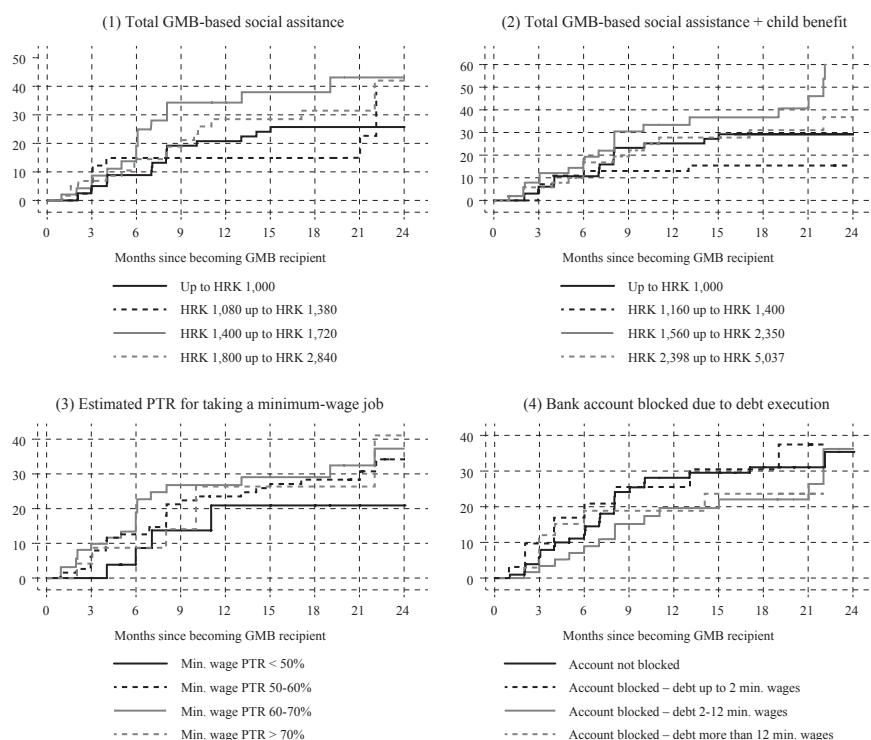 (1) Total GMB-based social assitance
50
40
30
20
10
0
0 3 6 9 12 15 18 21 24
Months since becoming GMB recipient
Up to HRK 1,000
HRK 1,080 up to HRK 1,380
HRK 1,400 up to HRK 1,720
HRK 1,800 up to HRK 2,840
(2) Total GMB-based social assistance + child benefit
60
50
40
30
20
10
0
0 3 6 9 12 15 18 21 24
Months since becoming GMB recipient
Up to HRK 1,000
HRK 1,160 up to HRK 1,400
HRK 1,560 up to HRK 2,350
HRK 2,398 up to HRK 5,037
(3) Estimated PTR for taking a minimum-wage job
40
30
20
10
0
0 3 6 9 12 15 18 21 24
Months since becoming GMB recipient
Min. wage PTR < 50%
Min. wage PTR 50-60%
Min. wage PTR 60-70%
Min. wage PTR > 70%
(4) Bank account blocked due to debt execution
40
30
20
10
0
0 3 6 9 12 15 18 21 24
Months since becoming GMB recipient
Account not blocked
Account blocked – debt up to 2 min. wages
Account blocked – debt 2-12 min. wages
Account blocked – debt more than 12 min. wages